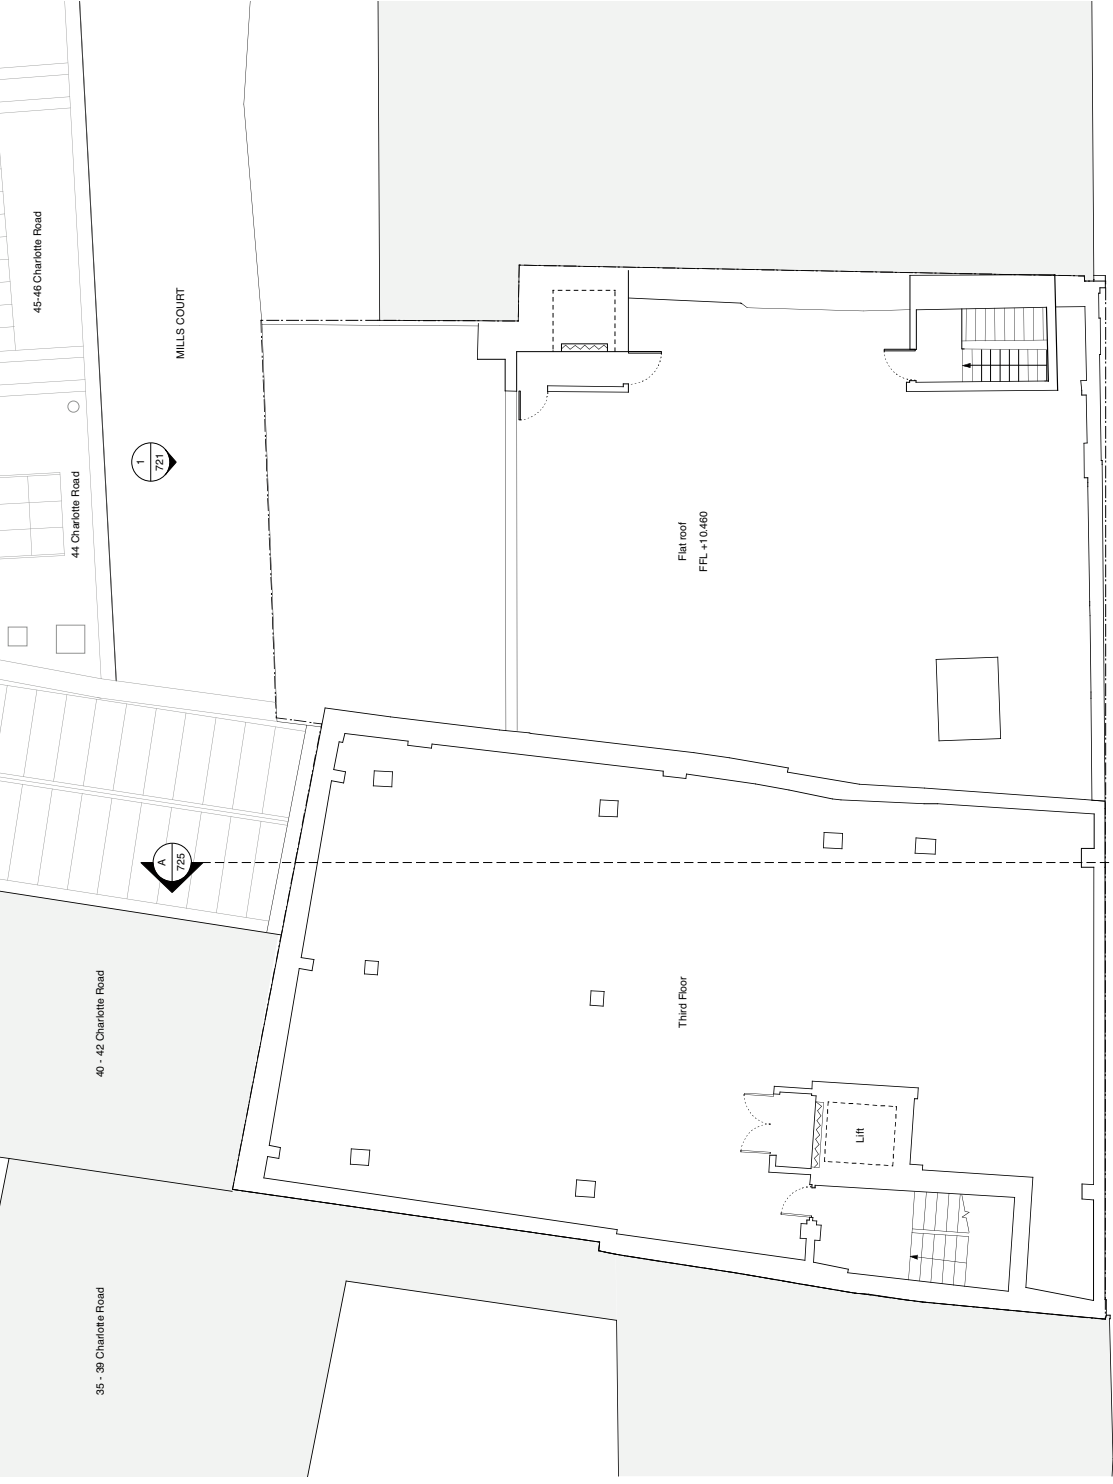 45-46 Charlotte Road
MILLS COURT
1
721
44 Charlotte Road
Flat roof
FFL +10.460
A
725
40 - 42 Charlotte Road
Third Floor
Lift
35 - 39 Charlotte Road